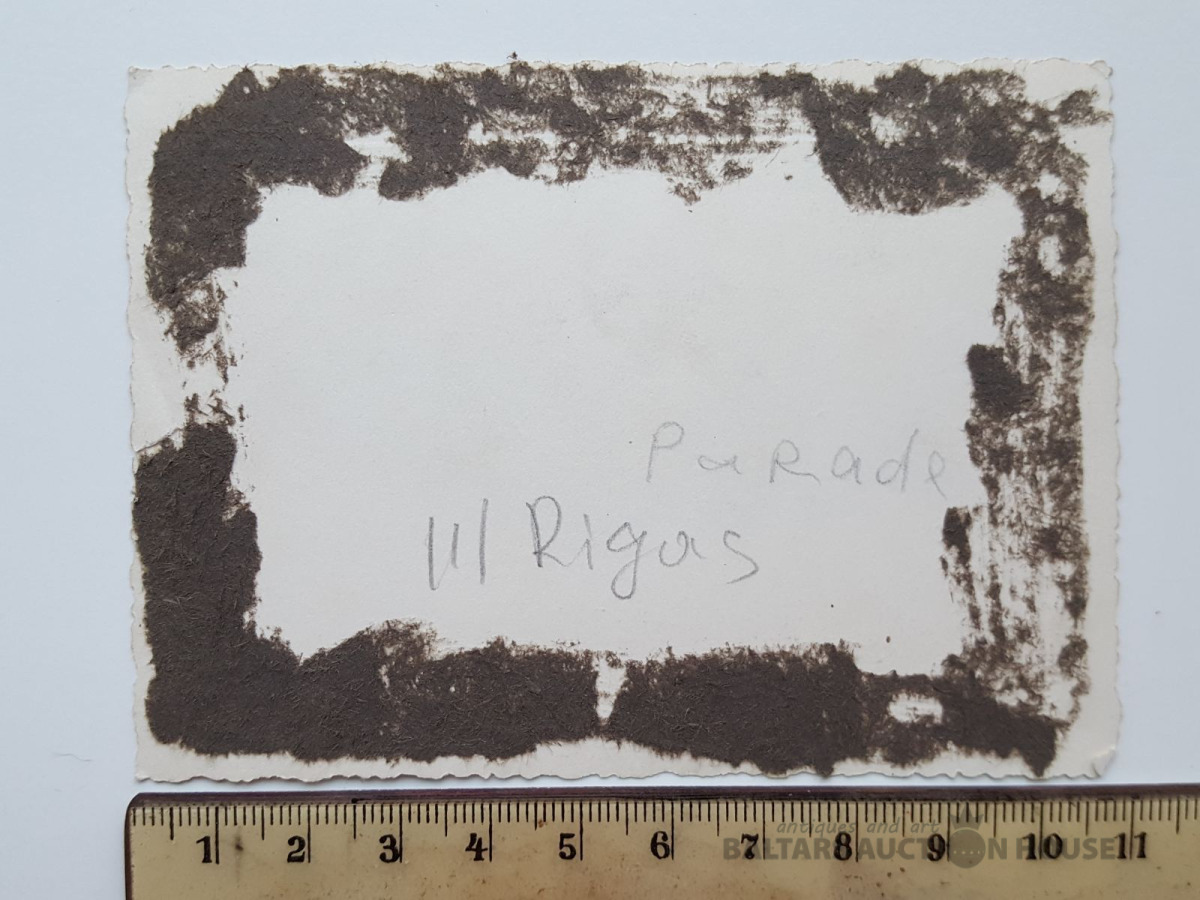 Parade
111 Rigas
1 2 3 4 5 6 7 8 9 10 11
antiques and art
BALTARS AUCTION HOUSE